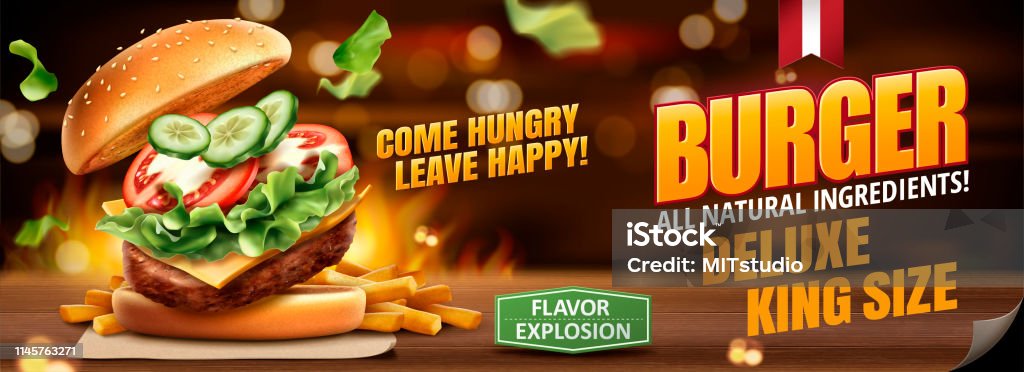 COME HUNGRY
LEAVE HAPPY!
BURGER
ALL NATURAL INGREDIENTS!
DELUXE
KING SIZE
FLAVOR
EXPLOSION
iStock
Credit: MITstudio
1145763271